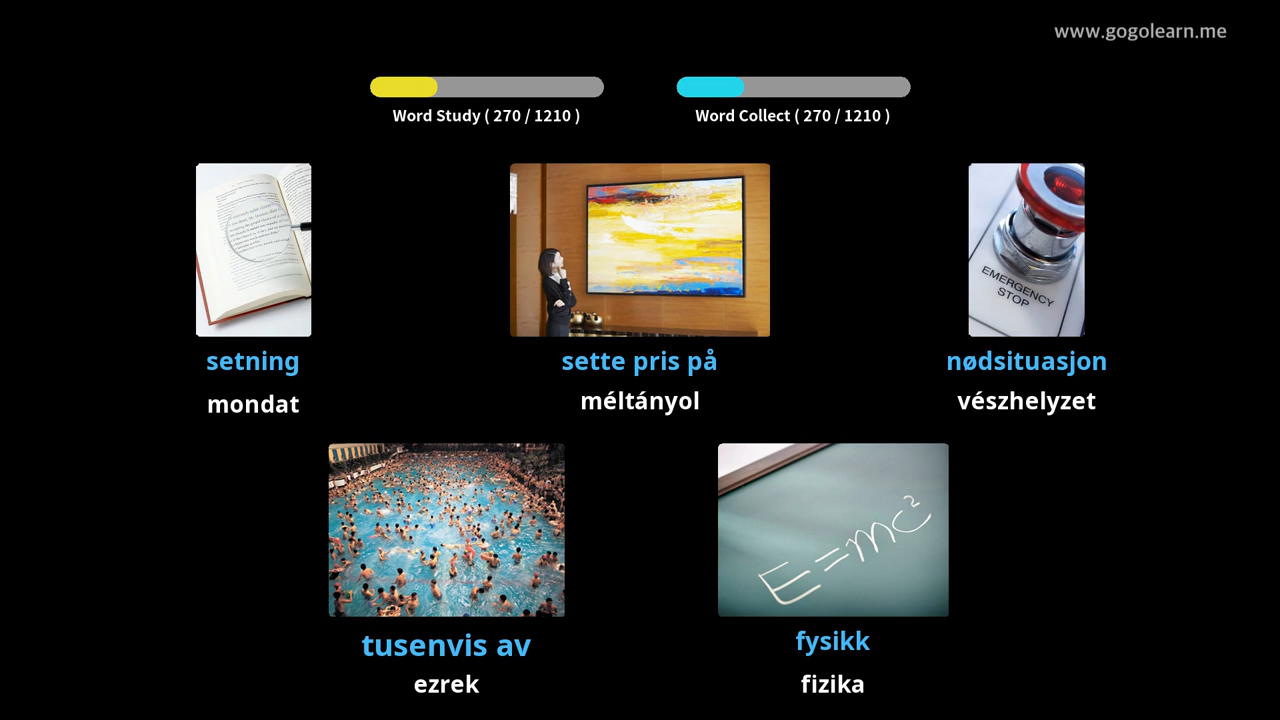 www.gogolearn.me
Word Study ( 270 / 1210 )
Word Collect ( 270 / 1210 )
EMERGENCY
STOP
setning
mondat
sette pris på
méltányol
nødsituasjon
vészhelyzet
E=mc²
tusenvis av
ezrek
fysikk
fizika